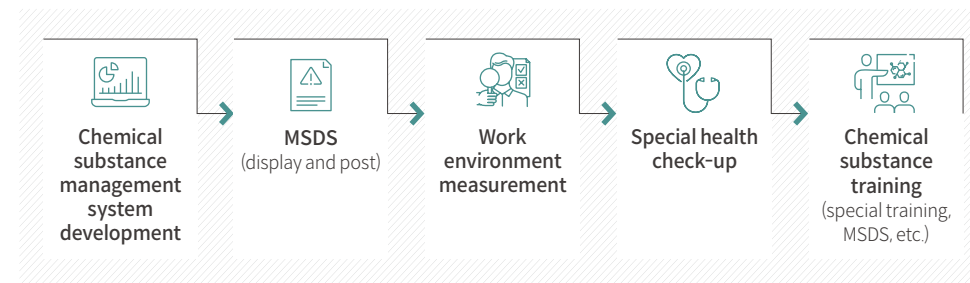 Chemical
substance
management
system
development
MSDS
(display and post)
Work
environment
measurement
Special health
check-up
Chemical
substance
training
(special training,
MSDS, etc.)